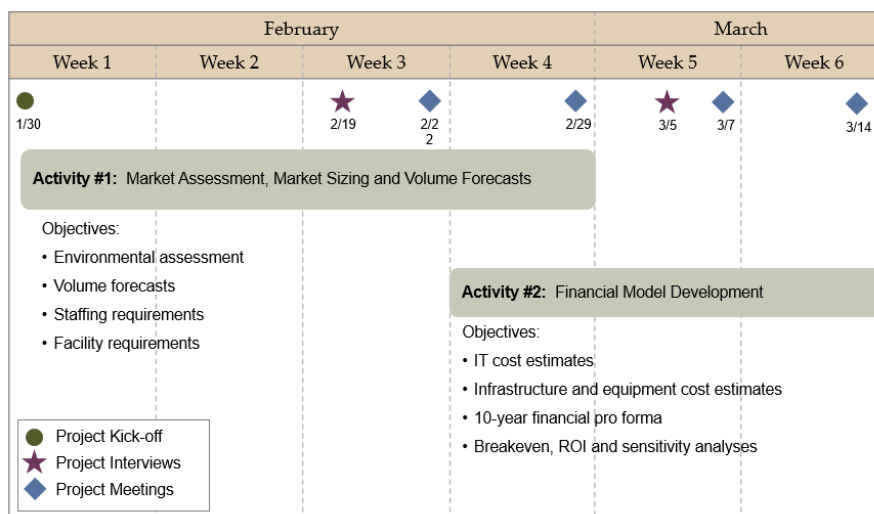 February March
Week 1 Week 2 Week 3 Week 4 Week 5 Week 6
1/30 2/19 2/2 2/29 3/5 3/7 3/14
2
Activity #1: Market Assessment, Market Sizing and Volume Forecasts
Objectives:
• Environmental assessment
• Volume forecasts
• Staffing requirements
• Facility requirements
Activity #2: Financial Model Development
Objectives:
• IT cost estimates
• Infrastructure and equipment cost estimates
• 10-year financial pro forma
• Breakeven, ROI and sensitivity analyses
Project Kick-off
Project Interviews
Project Meetings